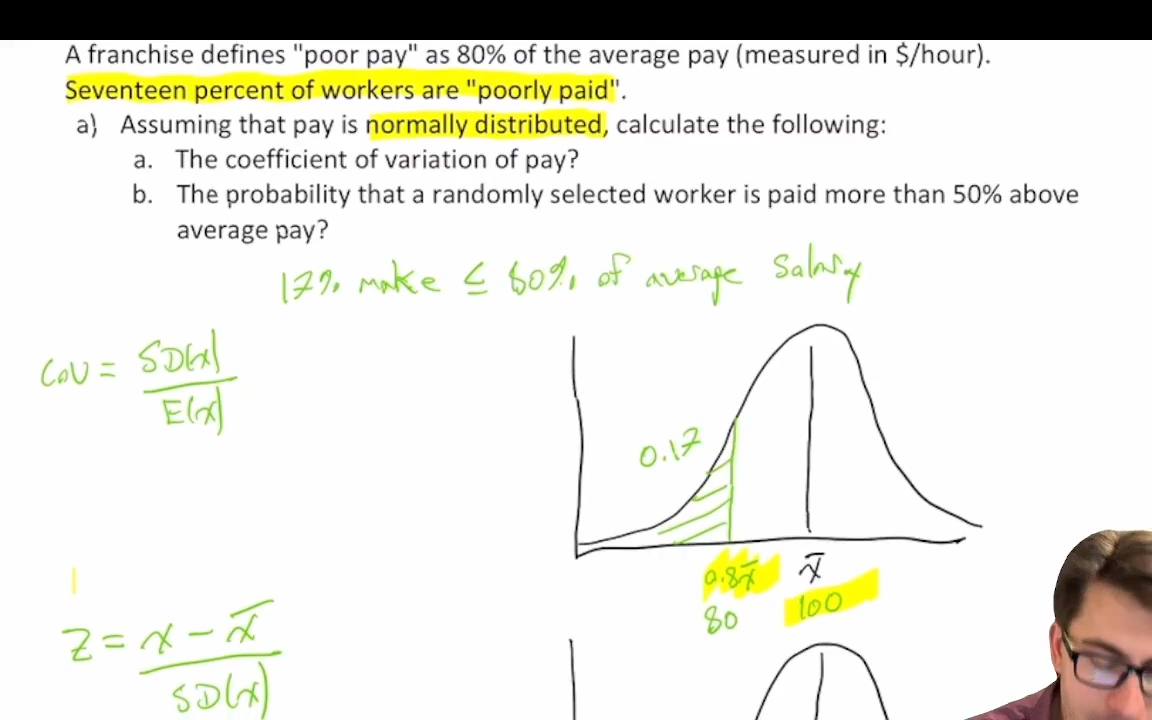 A franchise defines "poor pay" as 80% of the average pay (measured in $/hour).
Seventeen percent of workers are "poorly paid".
a) Assuming that pay is normally distributed, calculate the following:
a. The coefficient of variation of pay?
b. The probability that a randomly selected worker is paid more than 50% above
average pay?
17% make ≤ 80% of average salary
COV = SD(x) / E(x)
0.17
0.8x̄ x̄
80 100
Z = x - x̄ / SD(x)